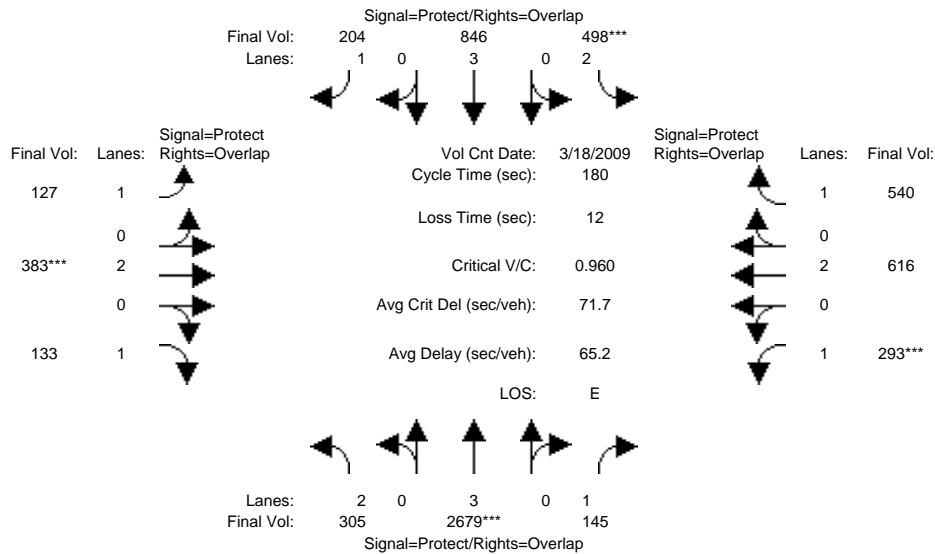 Signal=Protect/Rights=Overlap
Final Vol: 204 846 498***
Lanes: 1 0 3 0 2
Signal=Protect
Final Vol: Lanes: Rights=Overlap
Vol Cnt Date: 3/18/2009
Signal=Protect
Rights=Overlap Lanes: Final Vol:
Cycle Time (sec): 180
127 1
1 540
Loss Time (sec): 12
0
0
383*** 2
Critical V/C: 0.960
2 616
0
Avg Crit Del (sec/veh): 71.7
0
133 1
Avg Delay (sec/veh): 65.2
1 293***
LOS: E
Lanes: 2 0 3 0 1
Final Vol: 305 2679*** 145
Signal=Protect/Rights=Overlap